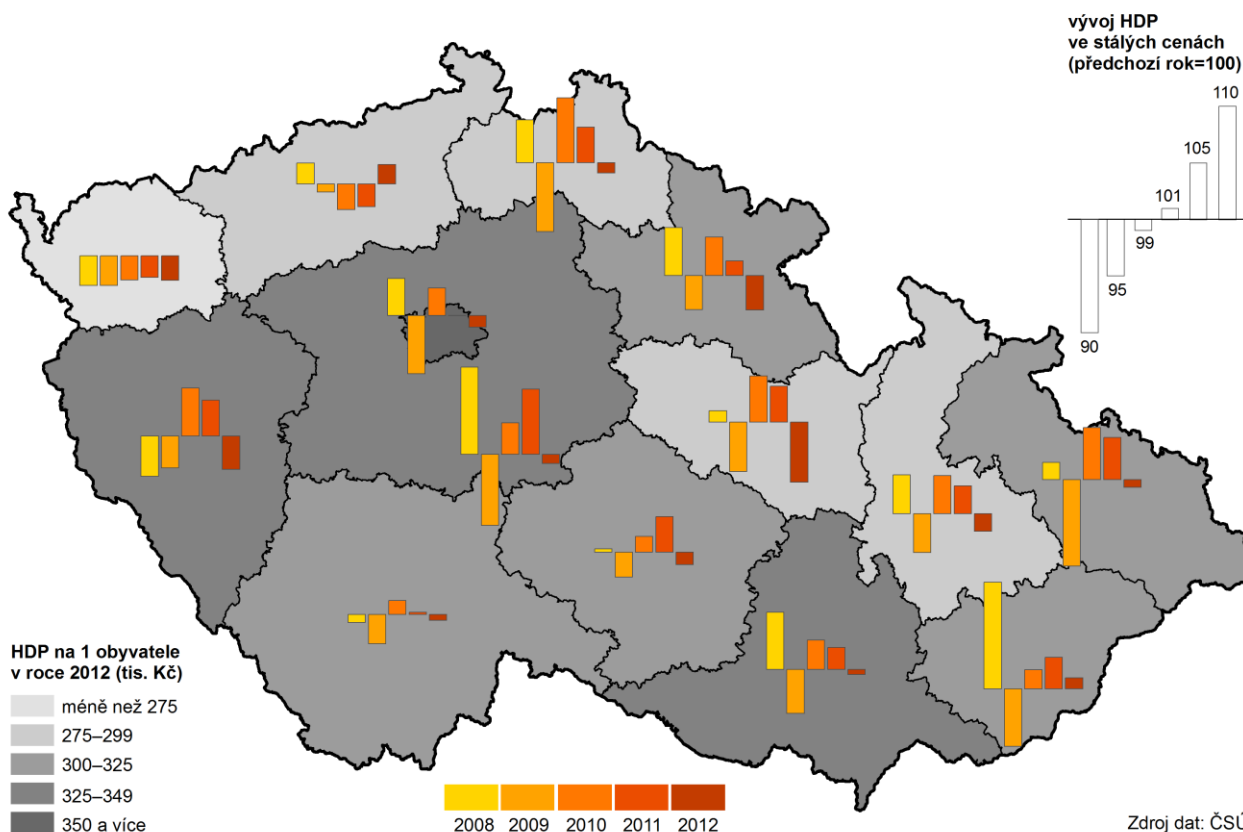 vývoj HDP
ve stálých cenách
(předchozí rok=100)
110
105
101
99
95
90
HDP na 1 obyvatele
v roce 2012 (tis. Kč)
méně než 275
275–299
300–325
325–349
350 a více
2008 2009 2010 2011 2012
Zdroj dat: ČSÚ